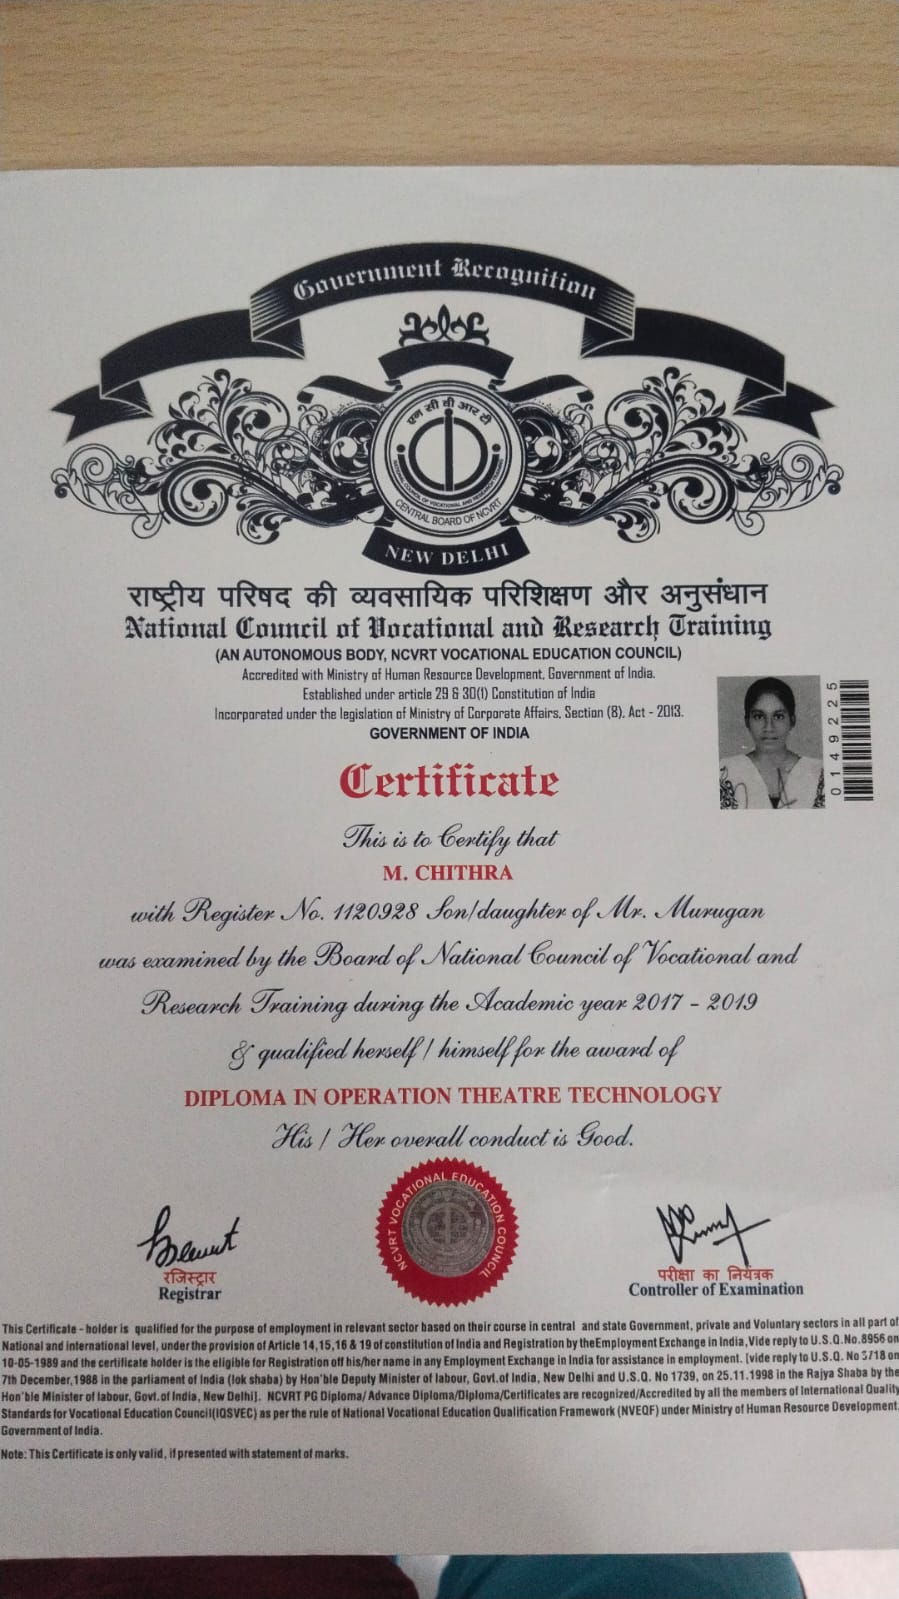 Government Recognition
एन सी वी आर टी
NATIONAL COUNCIL OF VOCATIONAL AND RESEARCH TRAINING
CENTRAL BOARD OF NCVRT
NEW DELHI
राष्ट्रीय परिषद की व्यवसायिक परिशिक्षण और अनुसंधान
National Council of Vocational and Research Training
(AN AUTONOMOUS BODY, NCVRT VOCATIONAL EDUCATION COUNCIL)
Accredited with Ministry of Human Resource Development, Government of India.
Established under article 29 & 30(1) Constitution of India
Incorporated under the legislation of Ministry of Corporate Affairs, Section (8), Act - 2013.
GOVERNMENT OF INDIA
0149225
Certificate
This is to Certify that
M. CHITHRA
with Register No. 1120928 Son/daughter of Mr. Murugan
was examined by the Board of National Council of Vocational and
Research Training during the Academic year 2017 - 2019
& qualified herself / himself for the award of
DIPLOMA IN OPERATION THEATRE TECHNOLOGY
His / Her overall conduct is Good.
NCVRT VOCATIONAL EDUCATION COUNCIL
रजिस्ट्रार
Registrar
परीक्षा का नियंत्रक
Controller of Examination
This Certificate - holder is qualified for the purpose of employment in relevant sector based on their course in central and state Government, private and Voluntary sectors in all part of
National and international level, under the provision of Article 14,15,16 & 19 of constitution of India and Registration by theEmployment Exchange in India,Vide reply to U.S.Q.No.8956 on
10-05-1989 and the certificate holder is the eligible for Registration off his/her name in any Employment Exchange in India for assistance in employment. (vide reply to U.S.Q. No on
7th December,1988 in the parliament of India (lok shaba) by Hon'ble Deputy Minister of labour, Govt.of India, New Delhi and U.S.Q. No 1739, on 25.11.1998 in the Rajya Shaba by the
Hon'ble Minister of labour, Govt.of India, New Delhi). NCVRT PG Diploma/ Advance Diploma/Diploma/Certificates are recognized/Accredited by all the members of International Quality
Standards for Vocational Education Council(IQSVEC) as per the rule of National Vocational Education Qualification Framework (NVEQF) under Ministry of Human Resource Development,
Government of India.
Note: This Certificate is only valid, if presented with statement of marks.